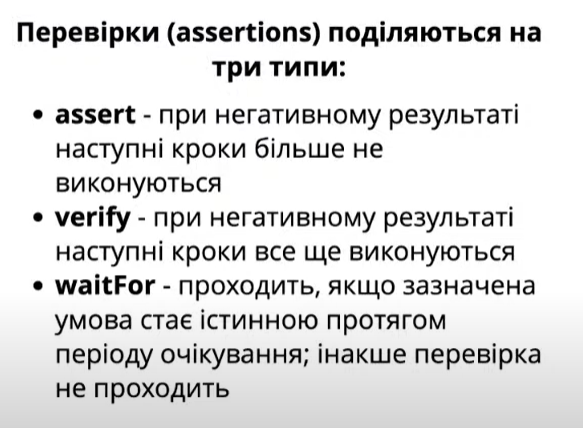 Перевірки (assertions) поділяються на
три типи:
• assert - при негативному результаті
наступні кроки більше не
виконуються
• verify - при негативному результаті
наступні кроки все ще виконуються
• waitFor - проходить, якщо зазначена
умова стає істинною протягом
періоду очікування; інакше перевірка
не проходить